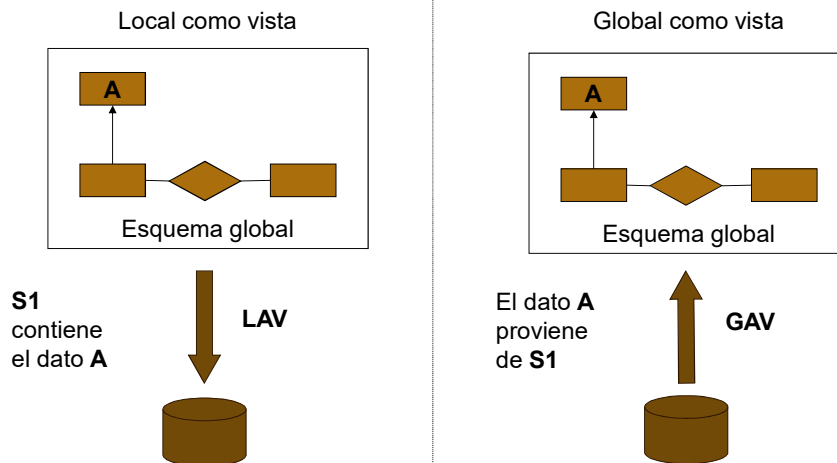 Local como vista
A
Esquema global
S1
contiene
el dato A
LAV
Global como vista
A
Esquema global
El dato A
proviene
de S1
GAV